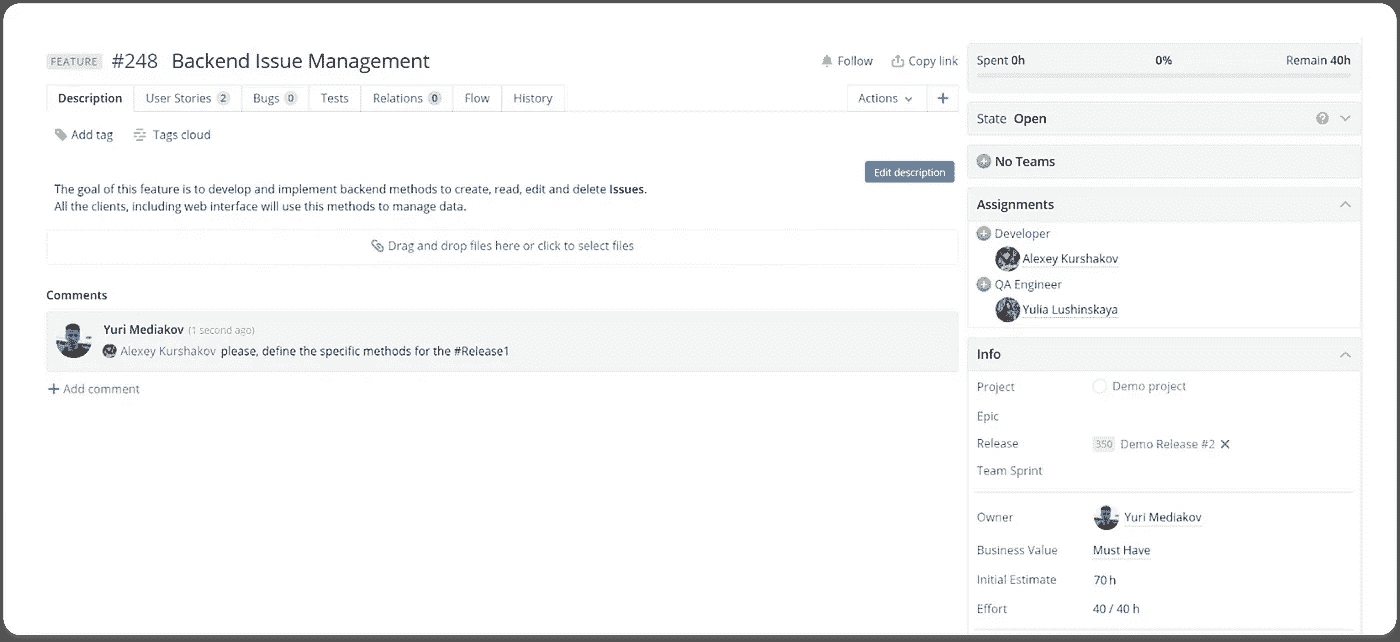 FEATURE #248 Backend Issue Management
Follow Copy link
Description User Stories 2 Bugs 0 Tests Relations 0 Flow History
Actions +
Add tag Tags cloud
Edit description
The goal of this feature is to develop and implement backend methods to create, read, edit and delete Issues.
All the clients, including web interface will use this methods to manage data.
Drag and drop files here or click to select files
Comments
Yuri Mediakov (1 second ago)
Alexey Kurshakov please, define the specific methods for the #Release1
+ Add comment
Spent 0h 0% Remain 40h
State Open ?
No Teams
Assignments
Developer
Alexey Kurshakov
QA Engineer
Yulia Lushinskaya
Info
Project Demo project
Epic
Release 350 Demo Release #2 ✕
Team Sprint
Owner Yuri Mediakov
Business Value Must Have
Initial Estimate 70 h
Effort 40 / 40 h